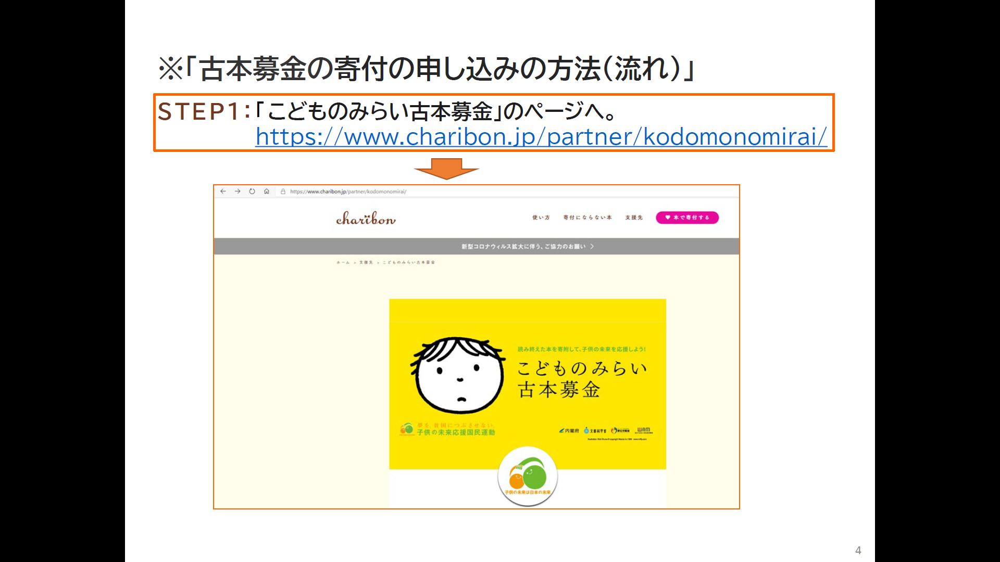 ※「古本募金の寄付の申し込みの方法（流れ）」
STEP1：「こどものみらい古本募金」のページへ。
https://www.charibon.jp/partner/kodomonomirai/
https://www.charibon.jp/partner/kodomonomirai/
charibon
使い方 寄付にならない本 支援先 本で寄付する
新型コロナウィルス拡大に伴う、ご協力のお願い >
ホーム > 支援先 > こどものみらい古本募金
読み終えた本を寄附して、子供の未来を応援しよう!
こどものみらい
古本募金
夢を、貧困につぶさせない。
子供の未来応援国民運動
内閣府 文部科学省 厚生労働省 WAM
子供の未来は日本の未来
4